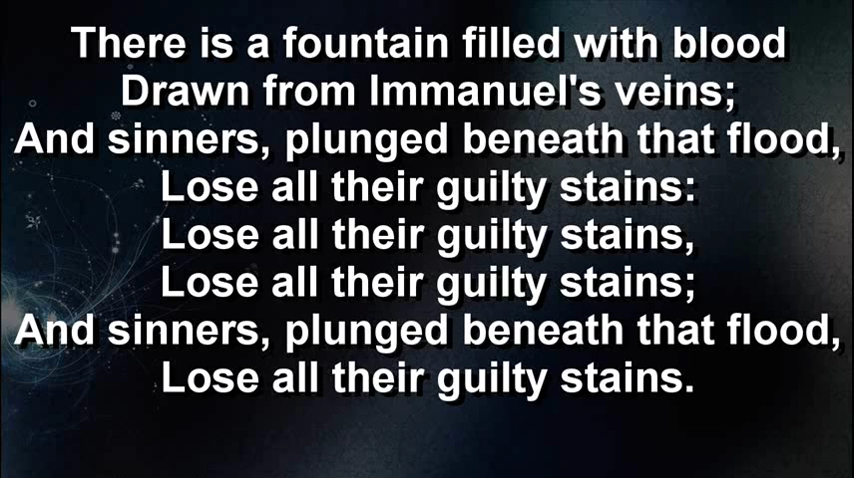 There is a fountain filled with blood
Drawn from Immanuel's veins;
And sinners, plunged beneath that flood,
Lose all their guilty stains:
Lose all their guilty stains,
Lose all their guilty stains;
And sinners, plunged beneath that flood,
Lose all their guilty stains.